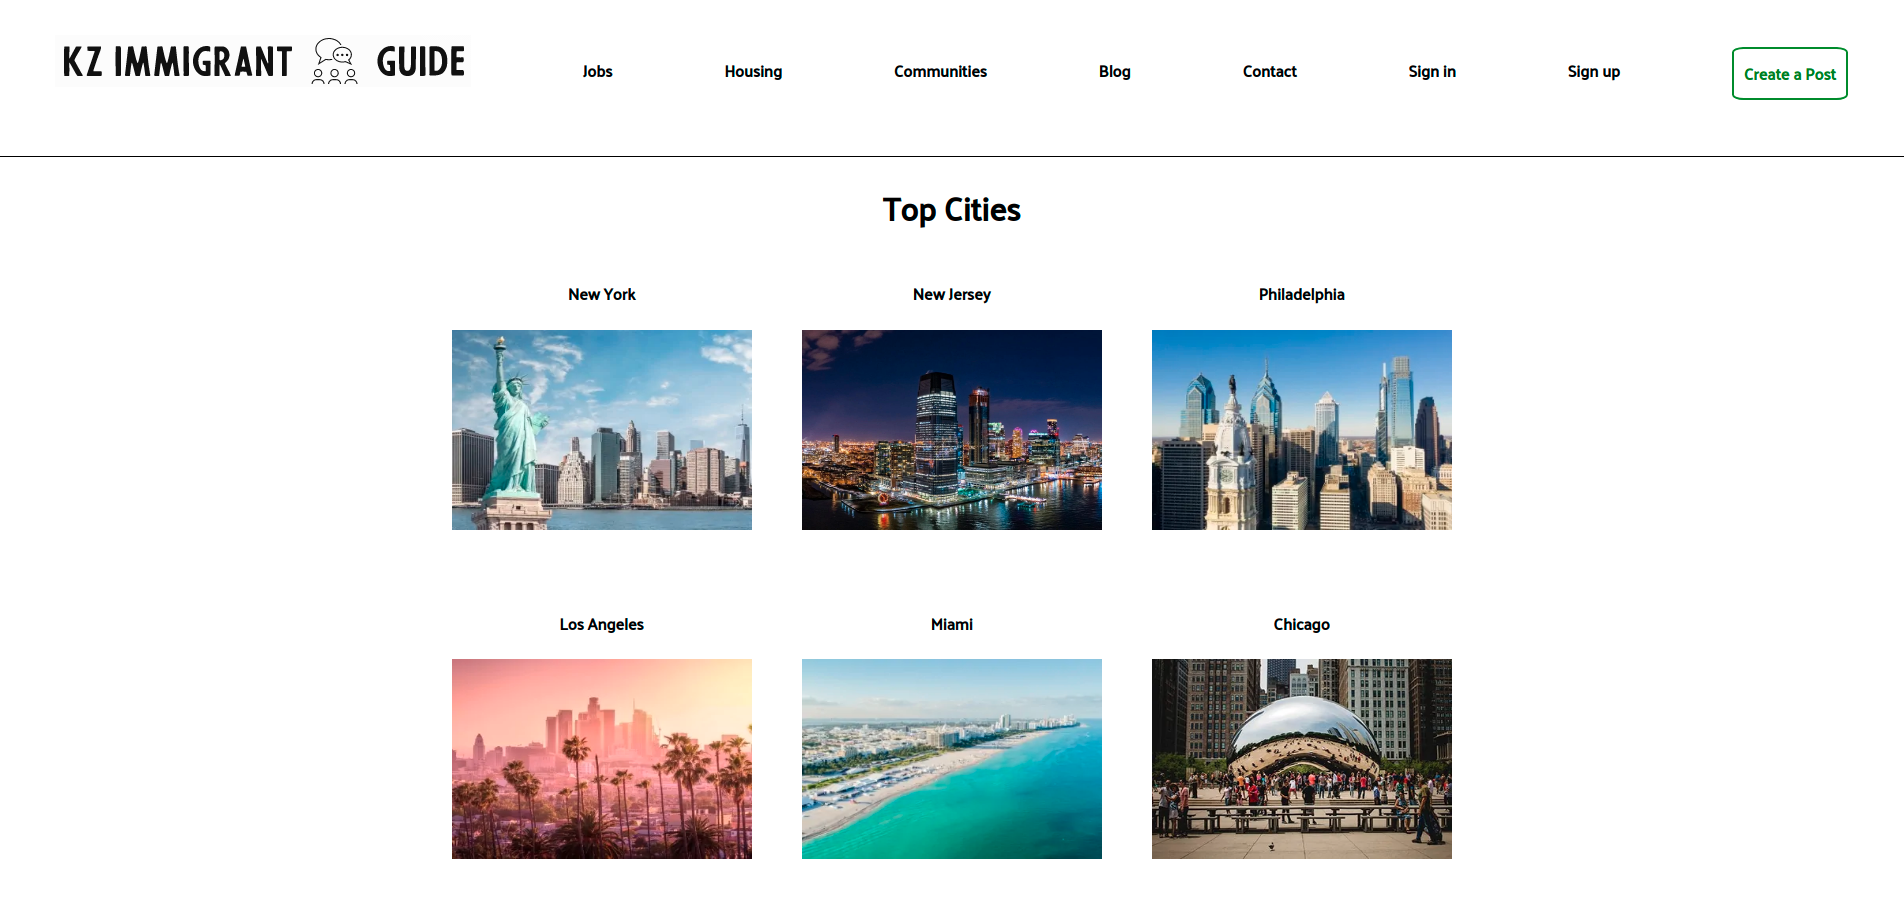 KZ IMMIGRANT GUIDE
Jobs
Housing
Communities
Blog
Contact
Sign in
Sign up
Create a Post
Top Cities
New York
New Jersey
Philadelphia
Los Angeles
Miami
Chicago